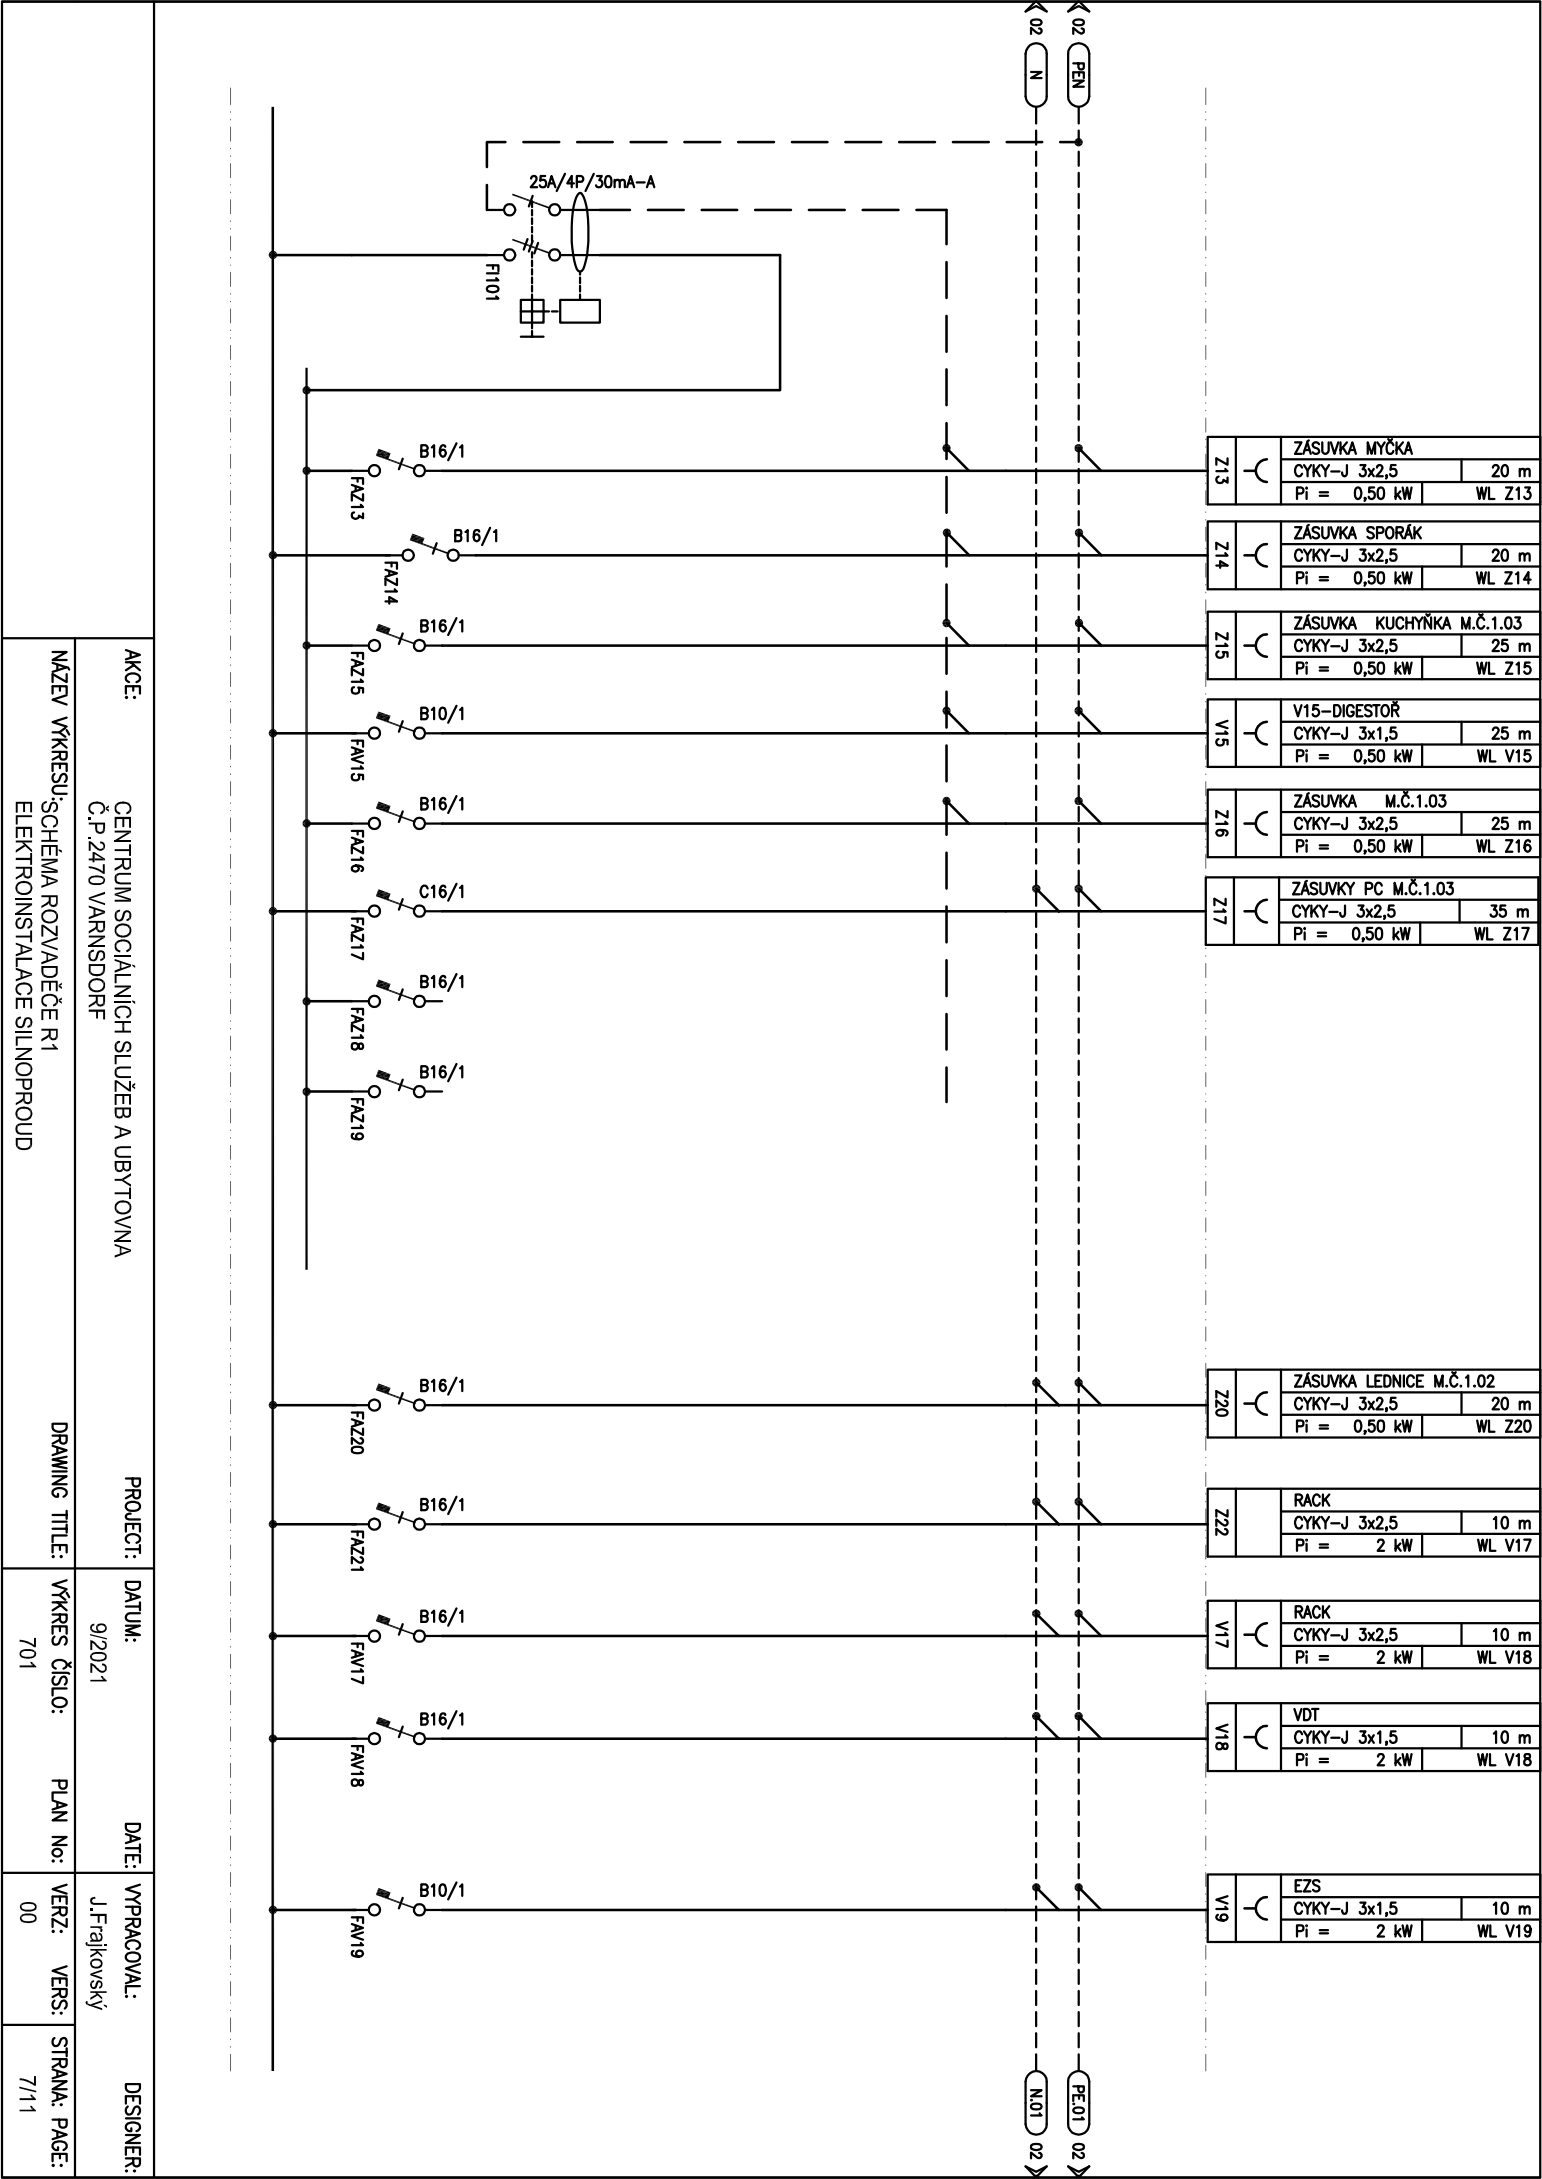 02
N
02
PEN
25A/4P/30mA-A
FI101
B16/1
FAZ13
Z13
ZÁSUVKA MYČKA
CYKY-J 3x2,5 20 m
Pi = 0,50 kW WL Z13
B16/1
FAZ14
Z14
ZÁSUVKA SPORÁK
CYKY-J 3x2,5 20 m
Pi = 0,50 kW WL Z14
B16/1
FAZ15
Z15
ZÁSUVKA KUCHYŇKA M.Č.1.03
CYKY-J 3x2,5 25 m
Pi = 0,50 kW WL Z15
B10/1
FAV15
V15
V15-DIGESTOŘ
CYKY-J 3x1,5 25 m
Pi = 0,50 kW WL V15
B16/1
FAZ16
Z16
ZÁSUVKA M.Č.1.03
CYKY-J 3x2,5 25 m
Pi = 0,50 kW WL Z16
C16/1
FAZ17
Z17
ZÁSUVKY PC M.Č.1.03
CYKY-J 3x2,5 35 m
Pi = 0,50 kW WL Z17
B16/1
FAZ18
B16/1
FAZ19
B16/1
FAZ20
Z20
ZÁSUVKA LEDNICE M.Č.1.02
CYKY-J 3x2,5 20 m
Pi = 0,50 kW WL Z20
B16/1
FAZ21
Z22
RACK
CYKY-J 3x2,5 10 m
Pi = 2 kW WL V17
B16/1
FAV17
V17
RACK
CYKY-J 3x2,5 10 m
Pi = 2 kW WL V18
B16/1
FAV18
V18
VDT
CYKY-J 3x1,5 10 m
Pi = 2 kW WL V18
B10/1
FAV19
V19
EZS
CYKY-J 3x1,5 10 m
Pi = 2 kW WL V19
N.01
02
PE.01
02
AKCE: PROJECT:
CENTRUM SOCIÁLNÍCH SLUŽEB A UBYTOVNA
Č.P.2470 VARNSDORF
NÁZEV VÝKRESU: DRAWING TITLE:
SCHÉMA ROZVADĚČE R1
ELEKTROINSTALACE SILNOPROUD
DATUM: DATE:
9/2021
VÝKRES ČÍSLO: PLAN No:
701
VYPRACOVAL: DESIGNER:
J.Frajkovský
VERZ: VERS:
00
STRANA: PAGE:
7/11